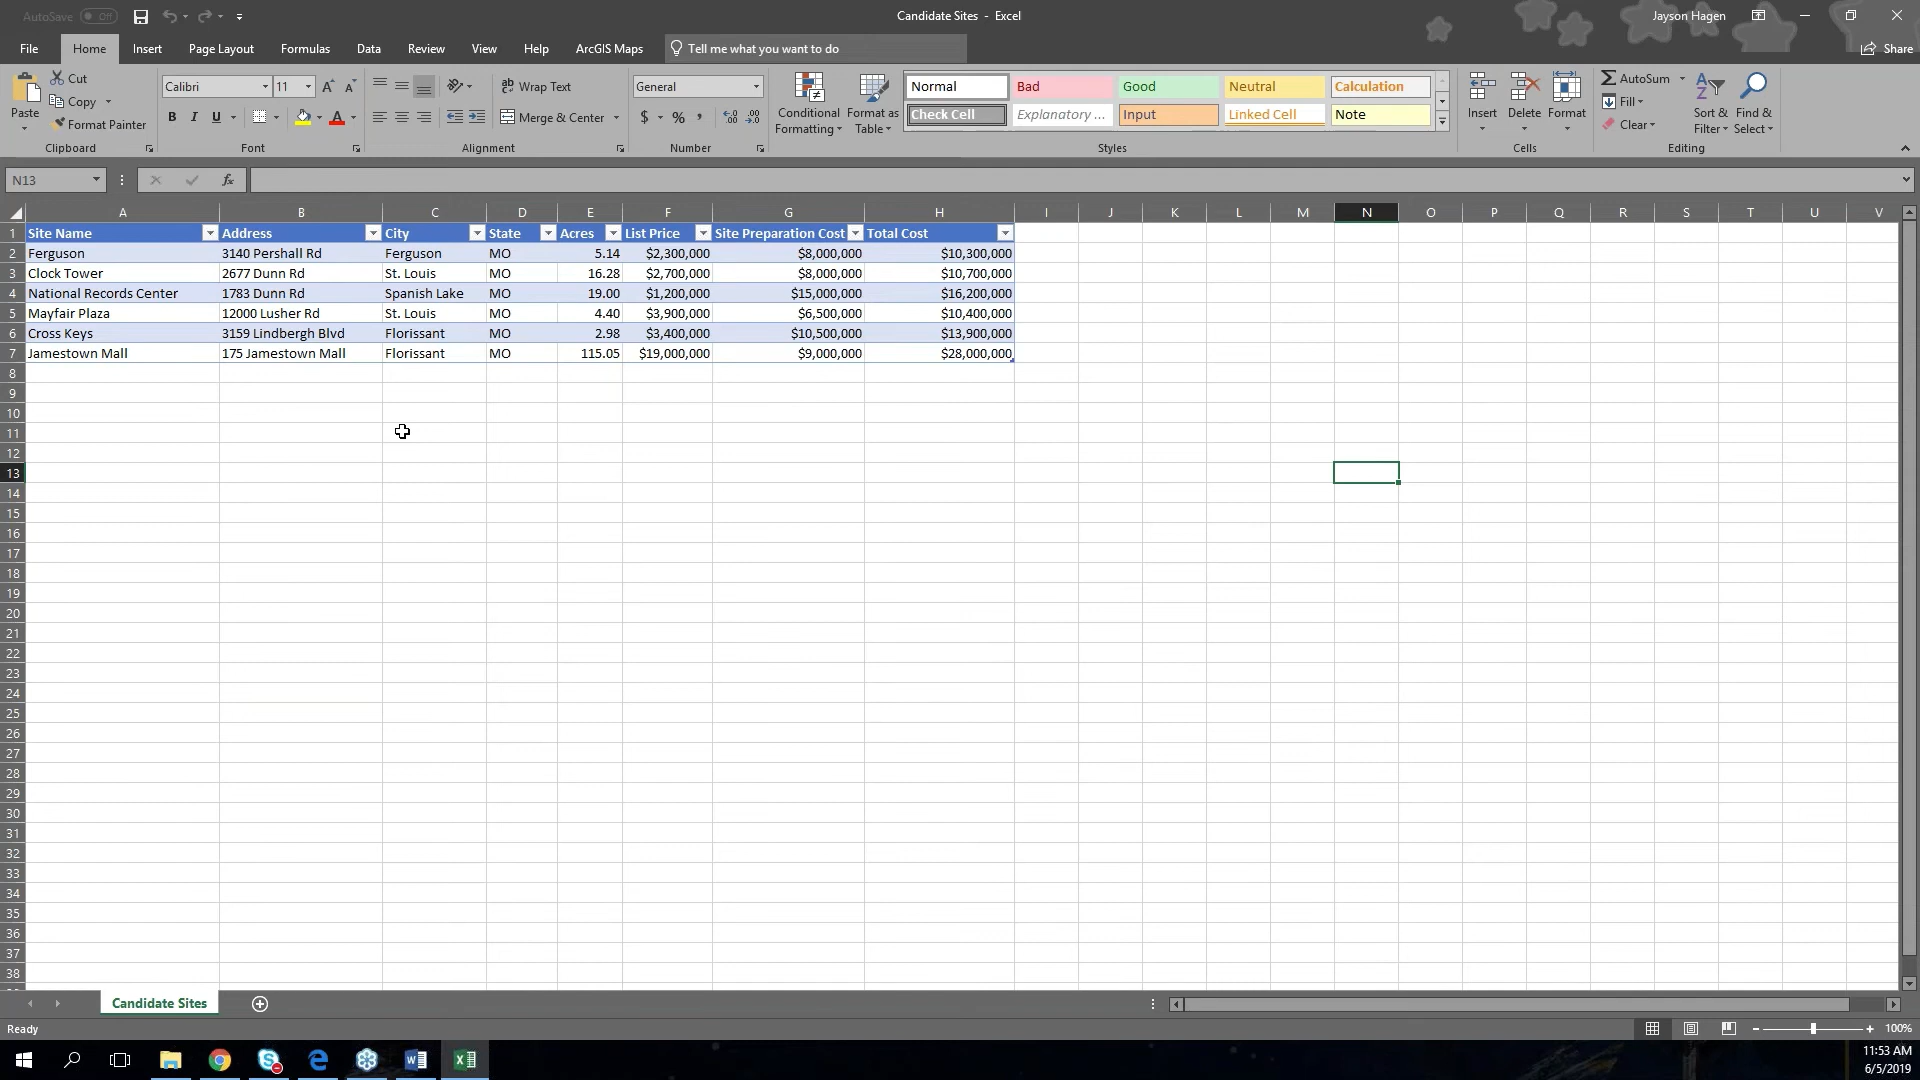 AutoSave Off
Candidate Sites - Excel
Jayson Hagen
File Home Insert Page Layout Formulas Data Review View Help ArcGIS Maps Tell me what you want to do Share
Paste
Cut
Copy
Format Painter
Clipboard
Calibri 11
B I U
Font
Wrap Text
Merge & Center
Alignment
General
$ % ,
Number
Conditional Formatting
Format as Table
Normal Bad Good Neutral Calculation
Check Cell Explanatory ... Input Linked Cell Note
Styles
Insert Delete Format
Cells
AutoSum
Fill
Clear
Sort & Filter
Find & Select
Editing
N13 fx
A B C D E F G H I J K L M N O P Q R S T U V
1 Site Name Address City State Acres List Price Site Preparation Cost Total Cost
2 Ferguson 3140 Pershall Rd Ferguson MO 5.14 $2,300,000 $8,000,000 $10,300,000
3 Clock Tower 2677 Dunn Rd St. Louis MO 16.28 $2,700,000 $8,000,000 $10,700,000
4 National Records Center 1783 Dunn Rd Spanish Lake MO 19.00 $1,200,000 $15,000,000 $16,200,000
5 Mayfair Plaza 12000 Lusher Rd St. Louis MO 4.40 $3,900,000 $6,500,000 $10,400,000
6 Cross Keys 3159 Lindbergh Blvd Florissant MO 2.98 $3,400,000 $10,500,000 $13,900,000
7 Jamestown Mall 175 Jamestown Mall Florissant MO 115.05 $19,000,000 $9,000,000 $28,000,000
8
9
10
11
12
13
14
15
16
17
18
19
20
21
22
23
24
25
26
27
28
29
30
31
32
33
34
35
36
37
38
Candidate Sites
Ready
100%
11:53 AM
6/5/2019